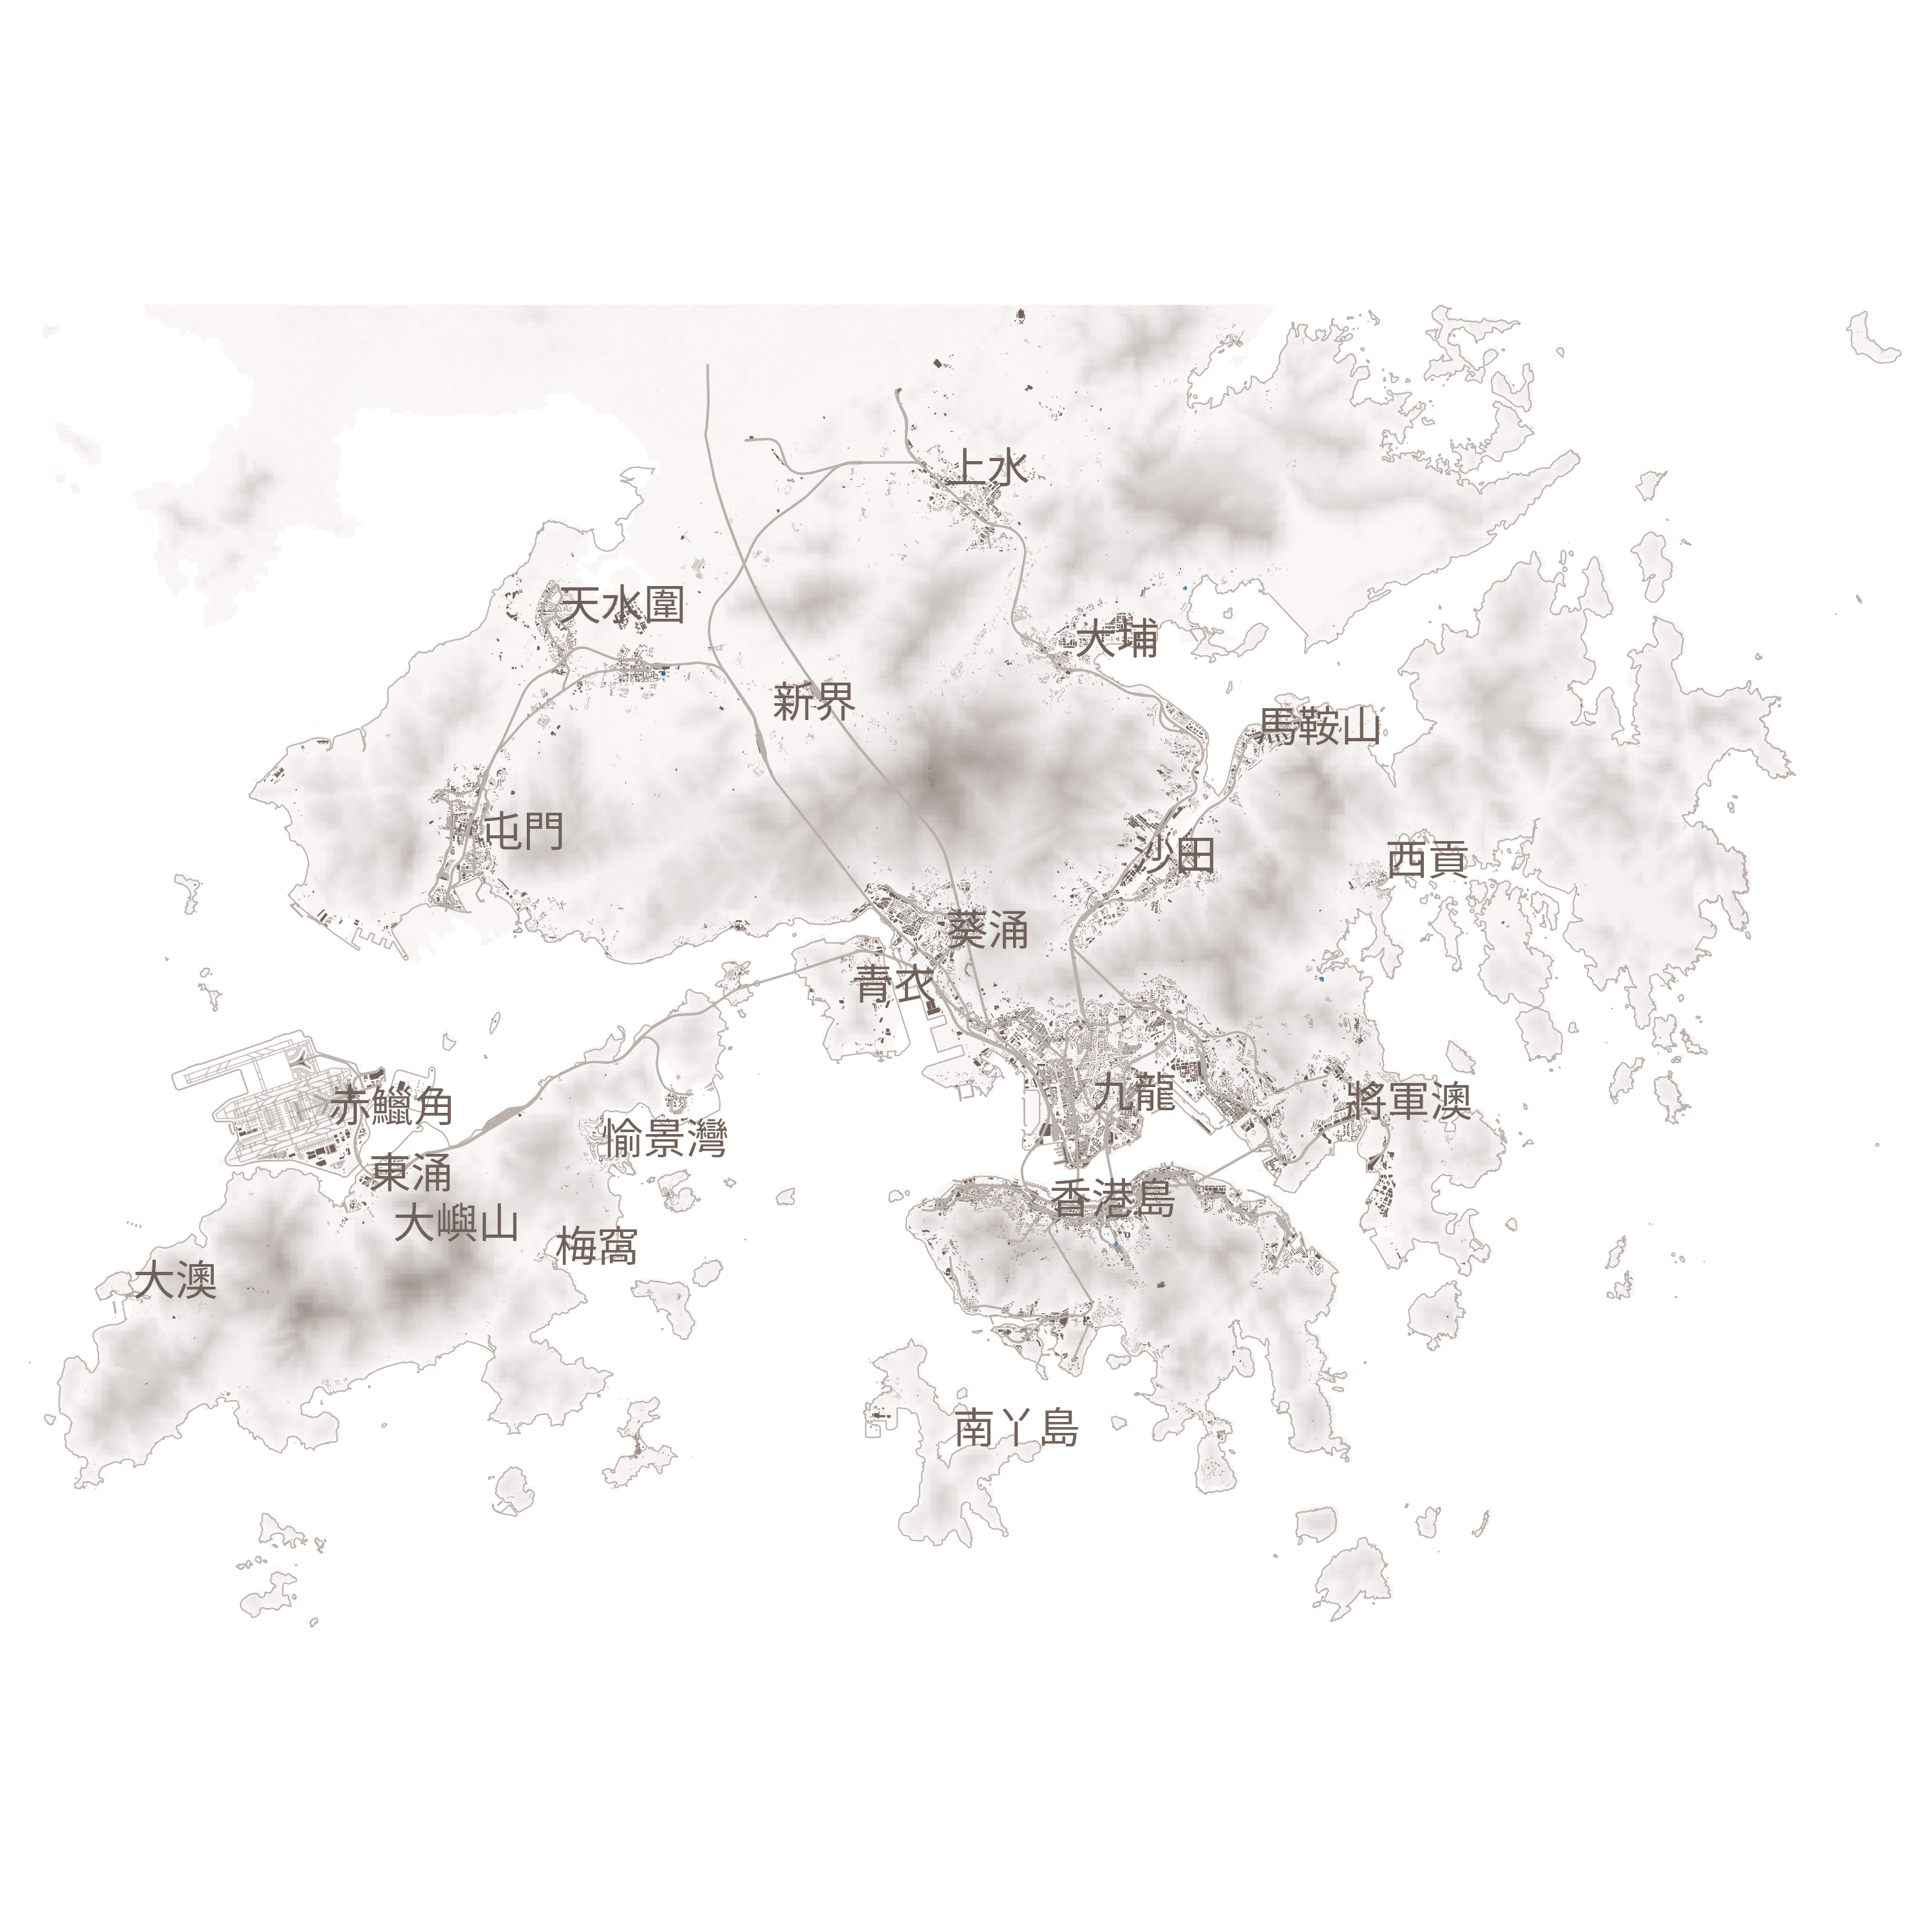 上水
天水圍
大埔
新界
馬鞍山
屯門
沙田
西貢
葵涌
青衣
九龍
將軍澳
赤鱲角
愉景灣
東涌
香港島
大嶼山
梅窩
大澳
南丫島